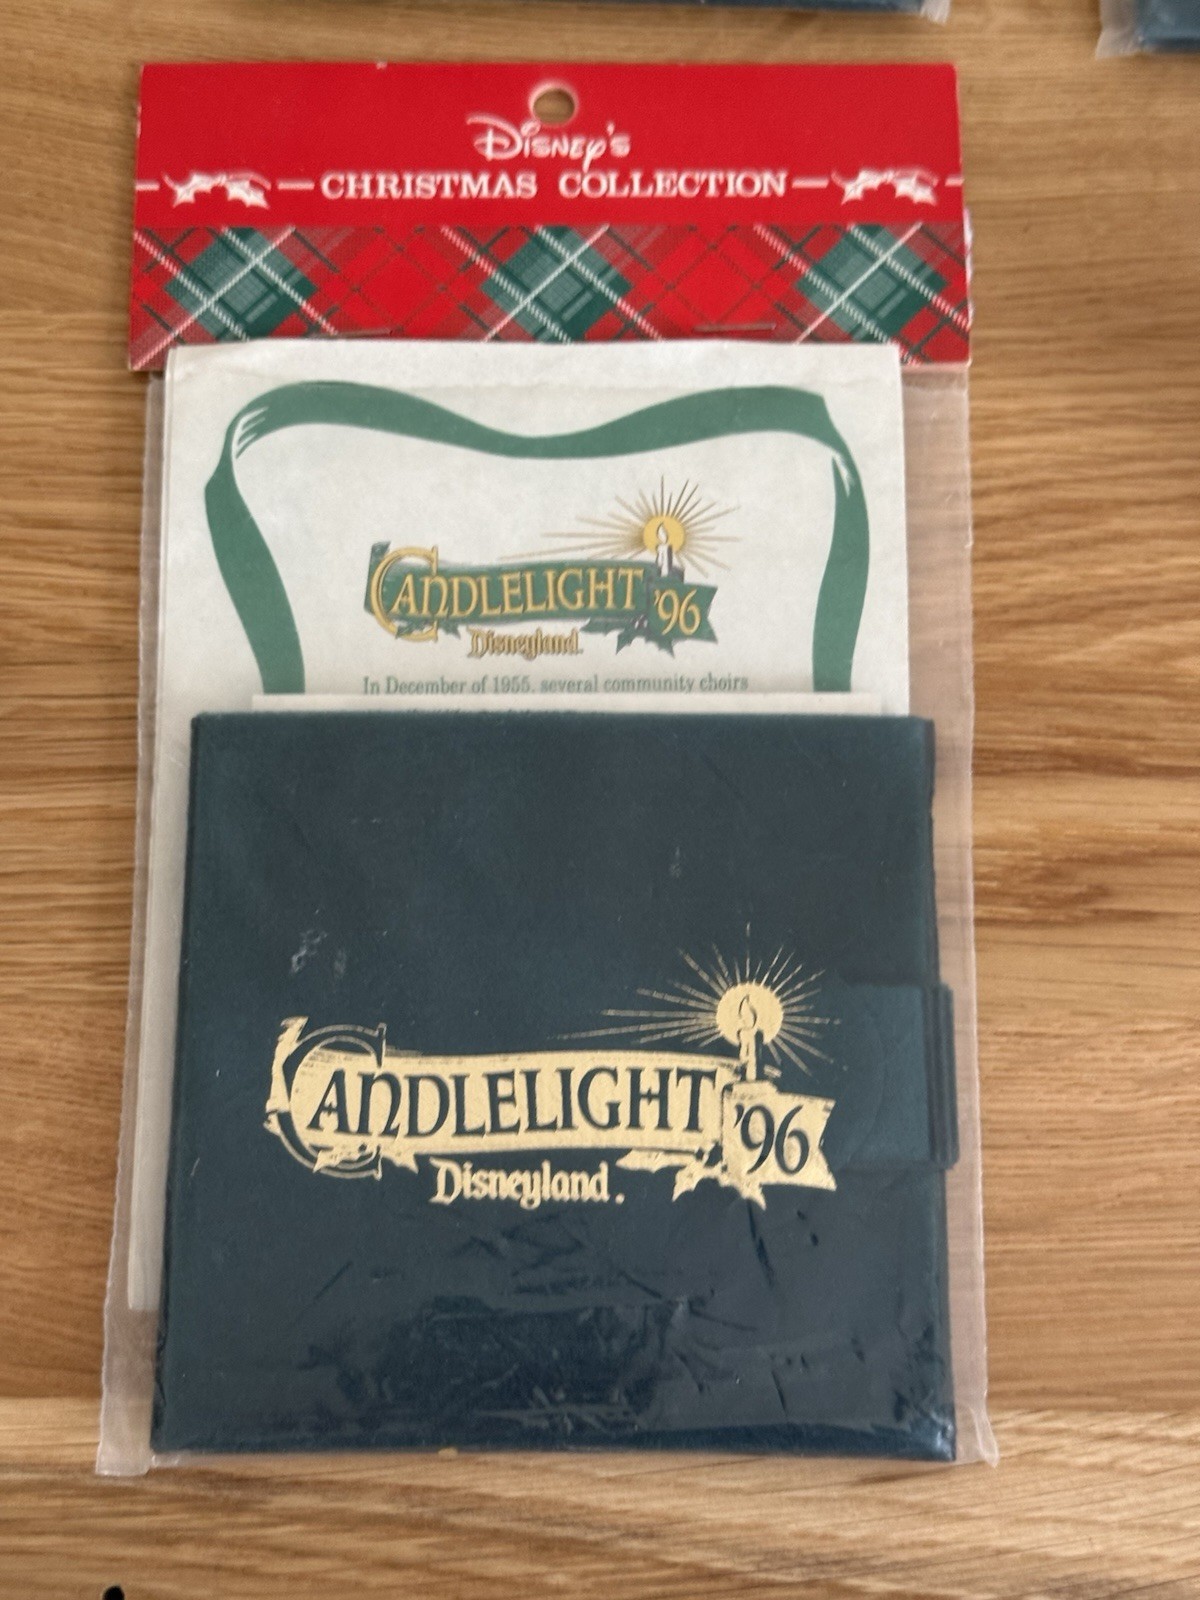 Disney's
CHRISTMAS COLLECTION
CANDLELIGHT '96
Disneyland.
In December of 1955, several community choirs
CANDLELIGHT '96
Disneyland.